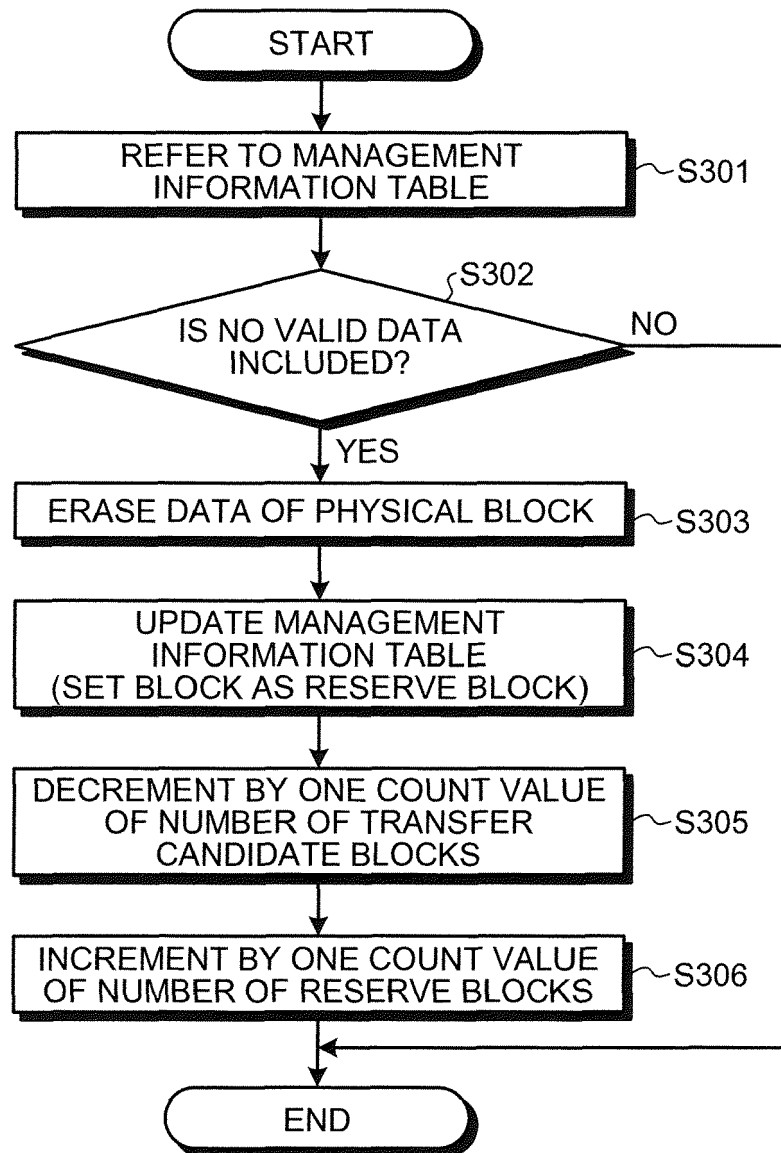 START
REFER TO MANAGEMENT
INFORMATION TABLE
S301
S302
IS NO VALID DATA
INCLUDED?
NO
YES
ERASE DATA OF PHYSICAL BLOCK
S303
UPDATE MANAGEMENT
INFORMATION TABLE
(SET BLOCK AS RESERVE BLOCK)
S304
DECREMENT BY ONE COUNT VALUE
OF NUMBER OF TRANSFER
CANDIDATE BLOCKS
S305
INCREMENT BY ONE COUNT VALUE
OF NUMBER OF RESERVE BLOCKS
S306
END